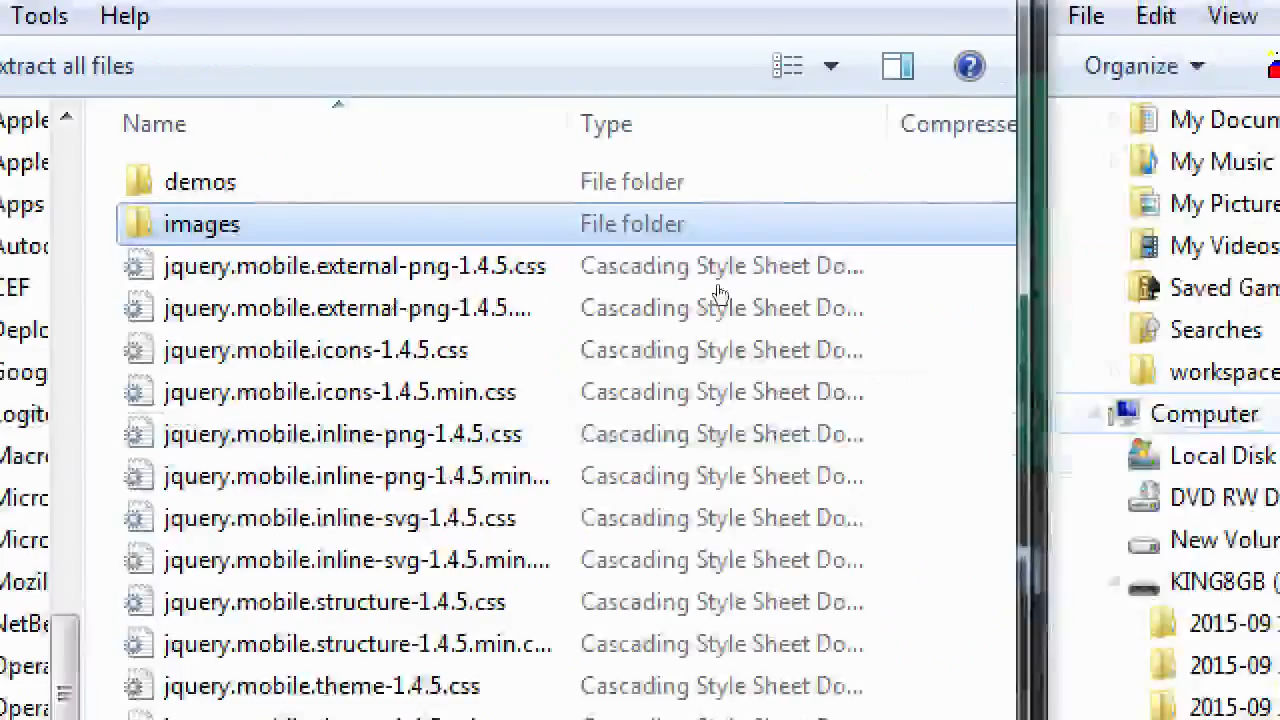 Tools Help
xtract all files
Apple
Apple
Apps
Autod
CEF
Deplo
Goog
Logite
Macro
Micro
Micro
Mozil
NetBe
Opera
Opera
Name Type Compresse
demos File folder
images File folder
jquery.mobile.external-png-1.4.5.css Cascading Style Sheet Do...
jquery.mobile.external-png-1.4.5.... Cascading Style Sheet Do...
jquery.mobile.icons-1.4.5.css Cascading Style Sheet Do...
jquery.mobile.icons-1.4.5.min.css Cascading Style Sheet Do...
jquery.mobile.inline-png-1.4.5.css Cascading Style Sheet Do...
jquery.mobile.inline-png-1.4.5.min... Cascading Style Sheet Do...
jquery.mobile.inline-svg-1.4.5.css Cascading Style Sheet Do...
jquery.mobile.inline-svg-1.4.5.min.... Cascading Style Sheet Do...
jquery.mobile.structure-1.4.5.css Cascading Style Sheet Do...
jquery.mobile.structure-1.4.5.min.c... Cascading Style Sheet Do...
jquery.mobile.theme-1.4.5.css Cascading Style Sheet Do...
File Edit View
Organize
My Docum
My Music
My Picture
My Videos
Saved Gam
Searches
workspace
Computer
Local Disk
DVD RW D
New Volun
KING8GB (
2015-09
2015-09
2015-09